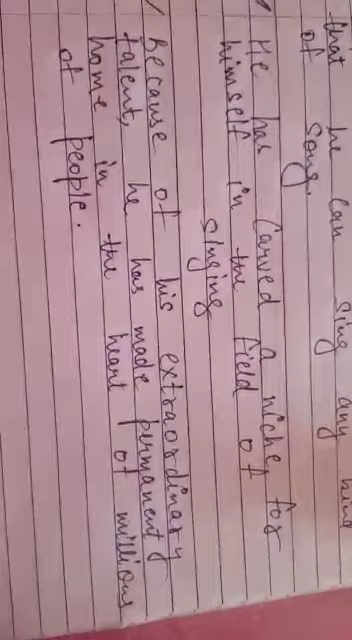 that he can sing any kind
of song.
He has Carved a niche for
himself in the field of
singing
because of his extraordinary
talent, he has made permanent
home in the heart of millions
of people.